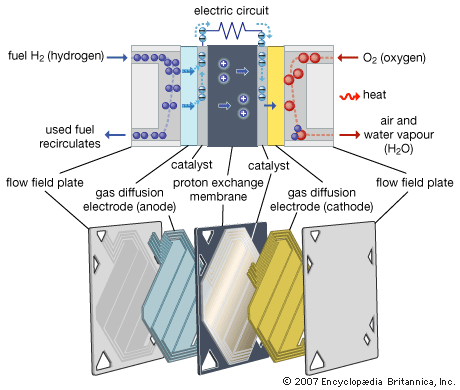 electric circuit
fuel H2 (hydrogen)
O2 (oxygen)
heat
used fuel
recirculates
air and
water vapour
(H2O)
catalyst
catalyst
flow field plate
gas diffusion
electrode (anode)
proton exchange
membrane
gas diffusion
electrode (cathode)
flow field plate
© 2007 Encyclopædia Britannica, Inc.